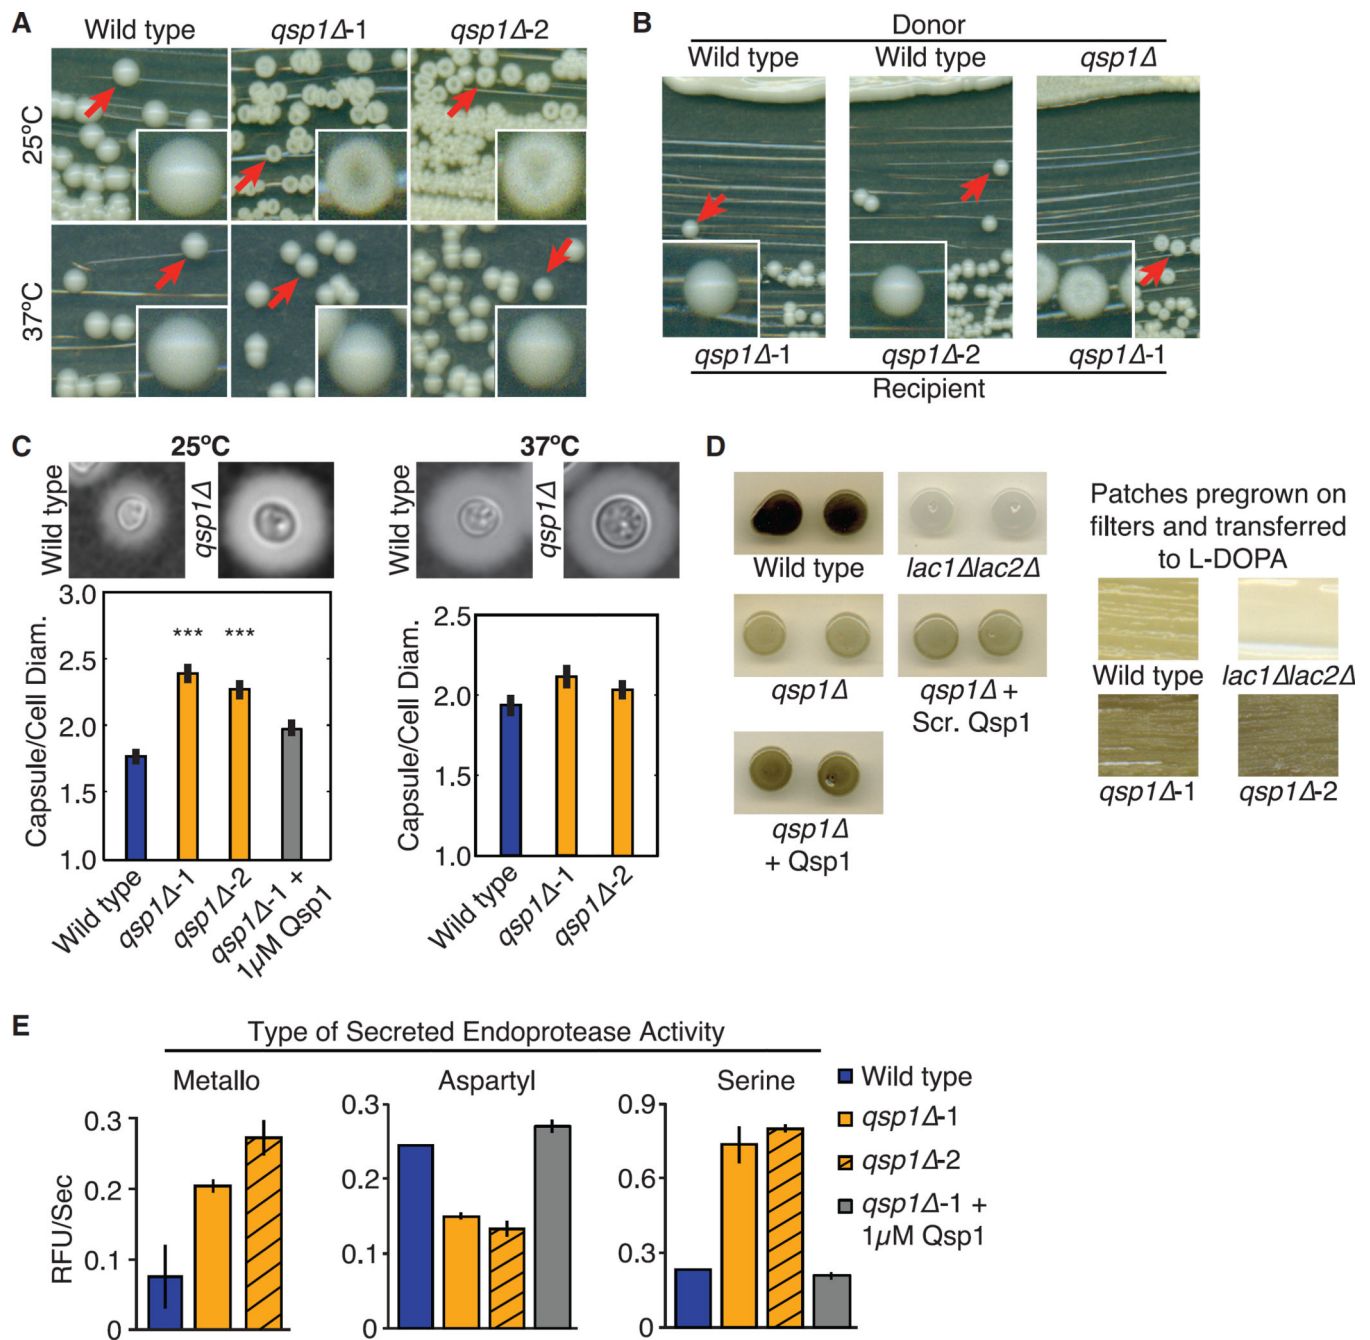 A
Wild type
qsp1Δ-1
qsp1Δ-2
25°C
37°C
B
Donor
Wild type
Wild type
qsp1Δ
qsp1Δ-1
qsp1Δ-2
qsp1Δ-1
Recipient
C
25°C
37°C
Wild type
qsp1Δ
Wild type
qsp1Δ
Capsule/Cell Diam.
3.0
2.5
2.0
1.5
1.0
***
***
Wild type
qsp1Δ-1
qsp1Δ-2
qsp1Δ-1 +
1µM Qsp1
Capsule/Cell Diam.
2.5
2.0
1.5
1.0
Wild type
qsp1Δ-1
qsp1Δ-2
D
Wild type
lac1Δlac2Δ
qsp1Δ
qsp1Δ +
Scr. Qsp1
qsp1Δ
+ Qsp1
Patches pregrown on
filters and transferred
to L-DOPA
Wild type
lac1Δlac2Δ
qsp1Δ-1
qsp1Δ-2
E
Type of Secreted Endoprotease Activity
Metallo
Aspartyl
Serine
RFU/Sec
0.3
0.2
0.1
0
0.3
0.1
0
0.9
0.6
0.3
0
Wild type
qsp1Δ-1
qsp1Δ-2
qsp1Δ-1 +
1µM Qsp1